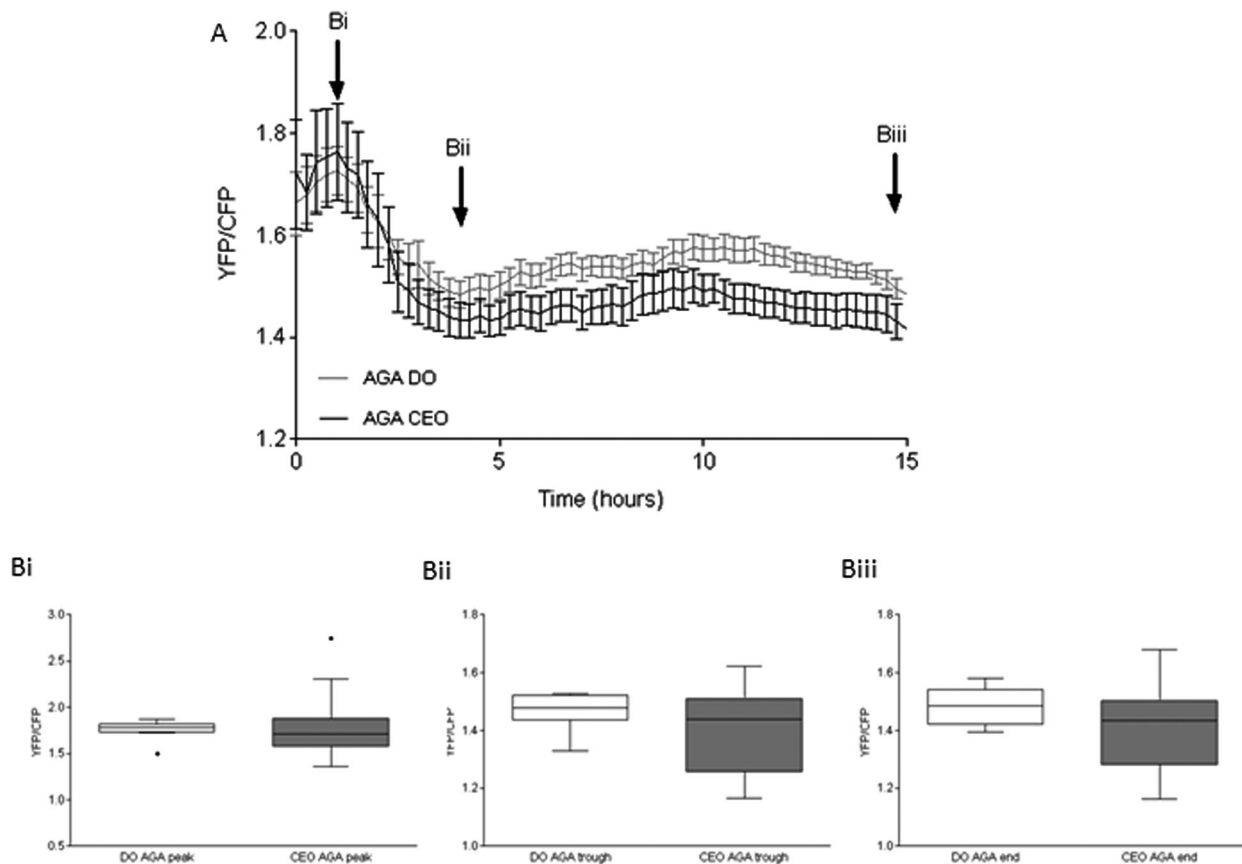 A
Bi
Bii
Biii
2.0
1.8
1.6
1.4
1.2
YFP/CFP
AGA DO
AGA CEO
0
5
10
15
Time (hours)
Bi
3.0
2.5
2.0
1.5
1.0
0.5
YFP/CFP
DO AGA peak
CEO AGA peak
Bii
1.8
1.6
1.4
1.2
1.0
YFP/CFP
DO AGA trough
CEO AGA trough
Biii
1.8
1.6
1.4
1.2
1.0
YFP/CFP
DO AGA end
CEO AGA end